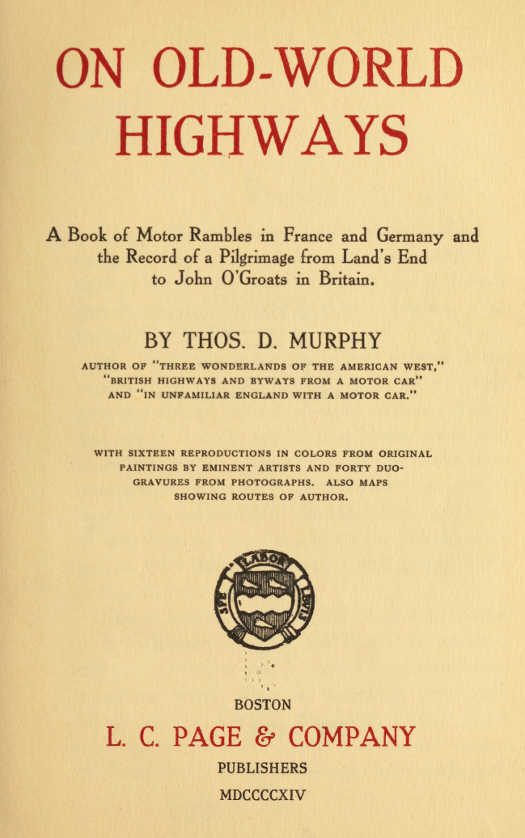 ON OLD-WORLD
HIGHWAYS
A Book of Motor Rambles in France and Germany and
the Record of a Pilgrimage from Land's End
to John O'Groats in Britain.
BY THOS. D. MURPHY
AUTHOR OF "THREE WONDERLANDS OF THE AMERICAN WEST,"
"BRITISH HIGHWAYS AND BYWAYS FROM A MOTOR CAR"
AND "IN UNFAMILIAR ENGLAND WITH A MOTOR CAR."
WITH SIXTEEN REPRODUCTIONS IN COLORS FROM ORIGINAL
PAINTINGS BY EMINENT ARTISTS AND FORTY DUO-
GRAVURES FROM PHOTOGRAPHS. ALSO MAPS
SHOWING ROUTES OF AUTHOR.
SPE LABOR LEVIS
BOSTON
L. C. PAGE & COMPANY
PUBLISHERS
MDCCCCXIV